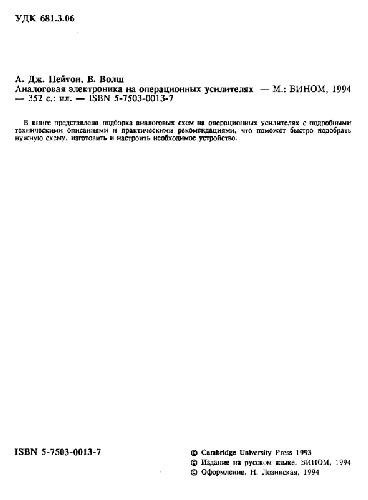 УДК 681.3.06
А. Дж. Пейтон, В. Волш
Аналоговая электроника на операционных усилителях — М.: БИНОМ, 1994
— 352 с.: ил. — ISBN 5-7503-0013-7
В книге представлена подборка аналоговых схем на операционных усилителях с подробными
техническими описаниями и практическими рекомендациями, что поможет быстро подобрать
нужную схему, изготовить и настроить необходимое устройство.
ISBN 5-7503-0013-7
© Cambridge University Press 1993
© Издание на русском языке. БИНОМ, 1994
© Оформление. Н. Лозинская, 1994